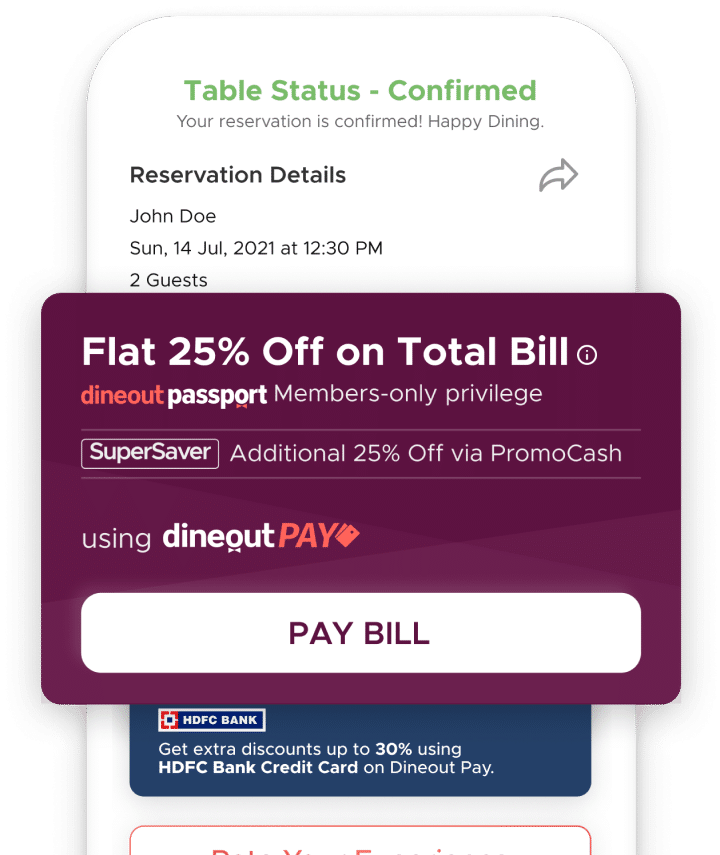 Table Status - Confirmed
Your reservation is confirmed! Happy Dining.
Reservation Details
John Doe
Sun, 14 Jul, 2021 at 12:30 PM
2 Guests
Flat 25% Off on Total Bill
dineout passport Members-only privilege
SuperSaver Additional 25% Off via PromoCash
using dineout PAY
PAY BILL
HDFC BANK
Get extra discounts up to 30% using
HDFC Bank Credit Card on Dineout Pay.
Rate Your Experience